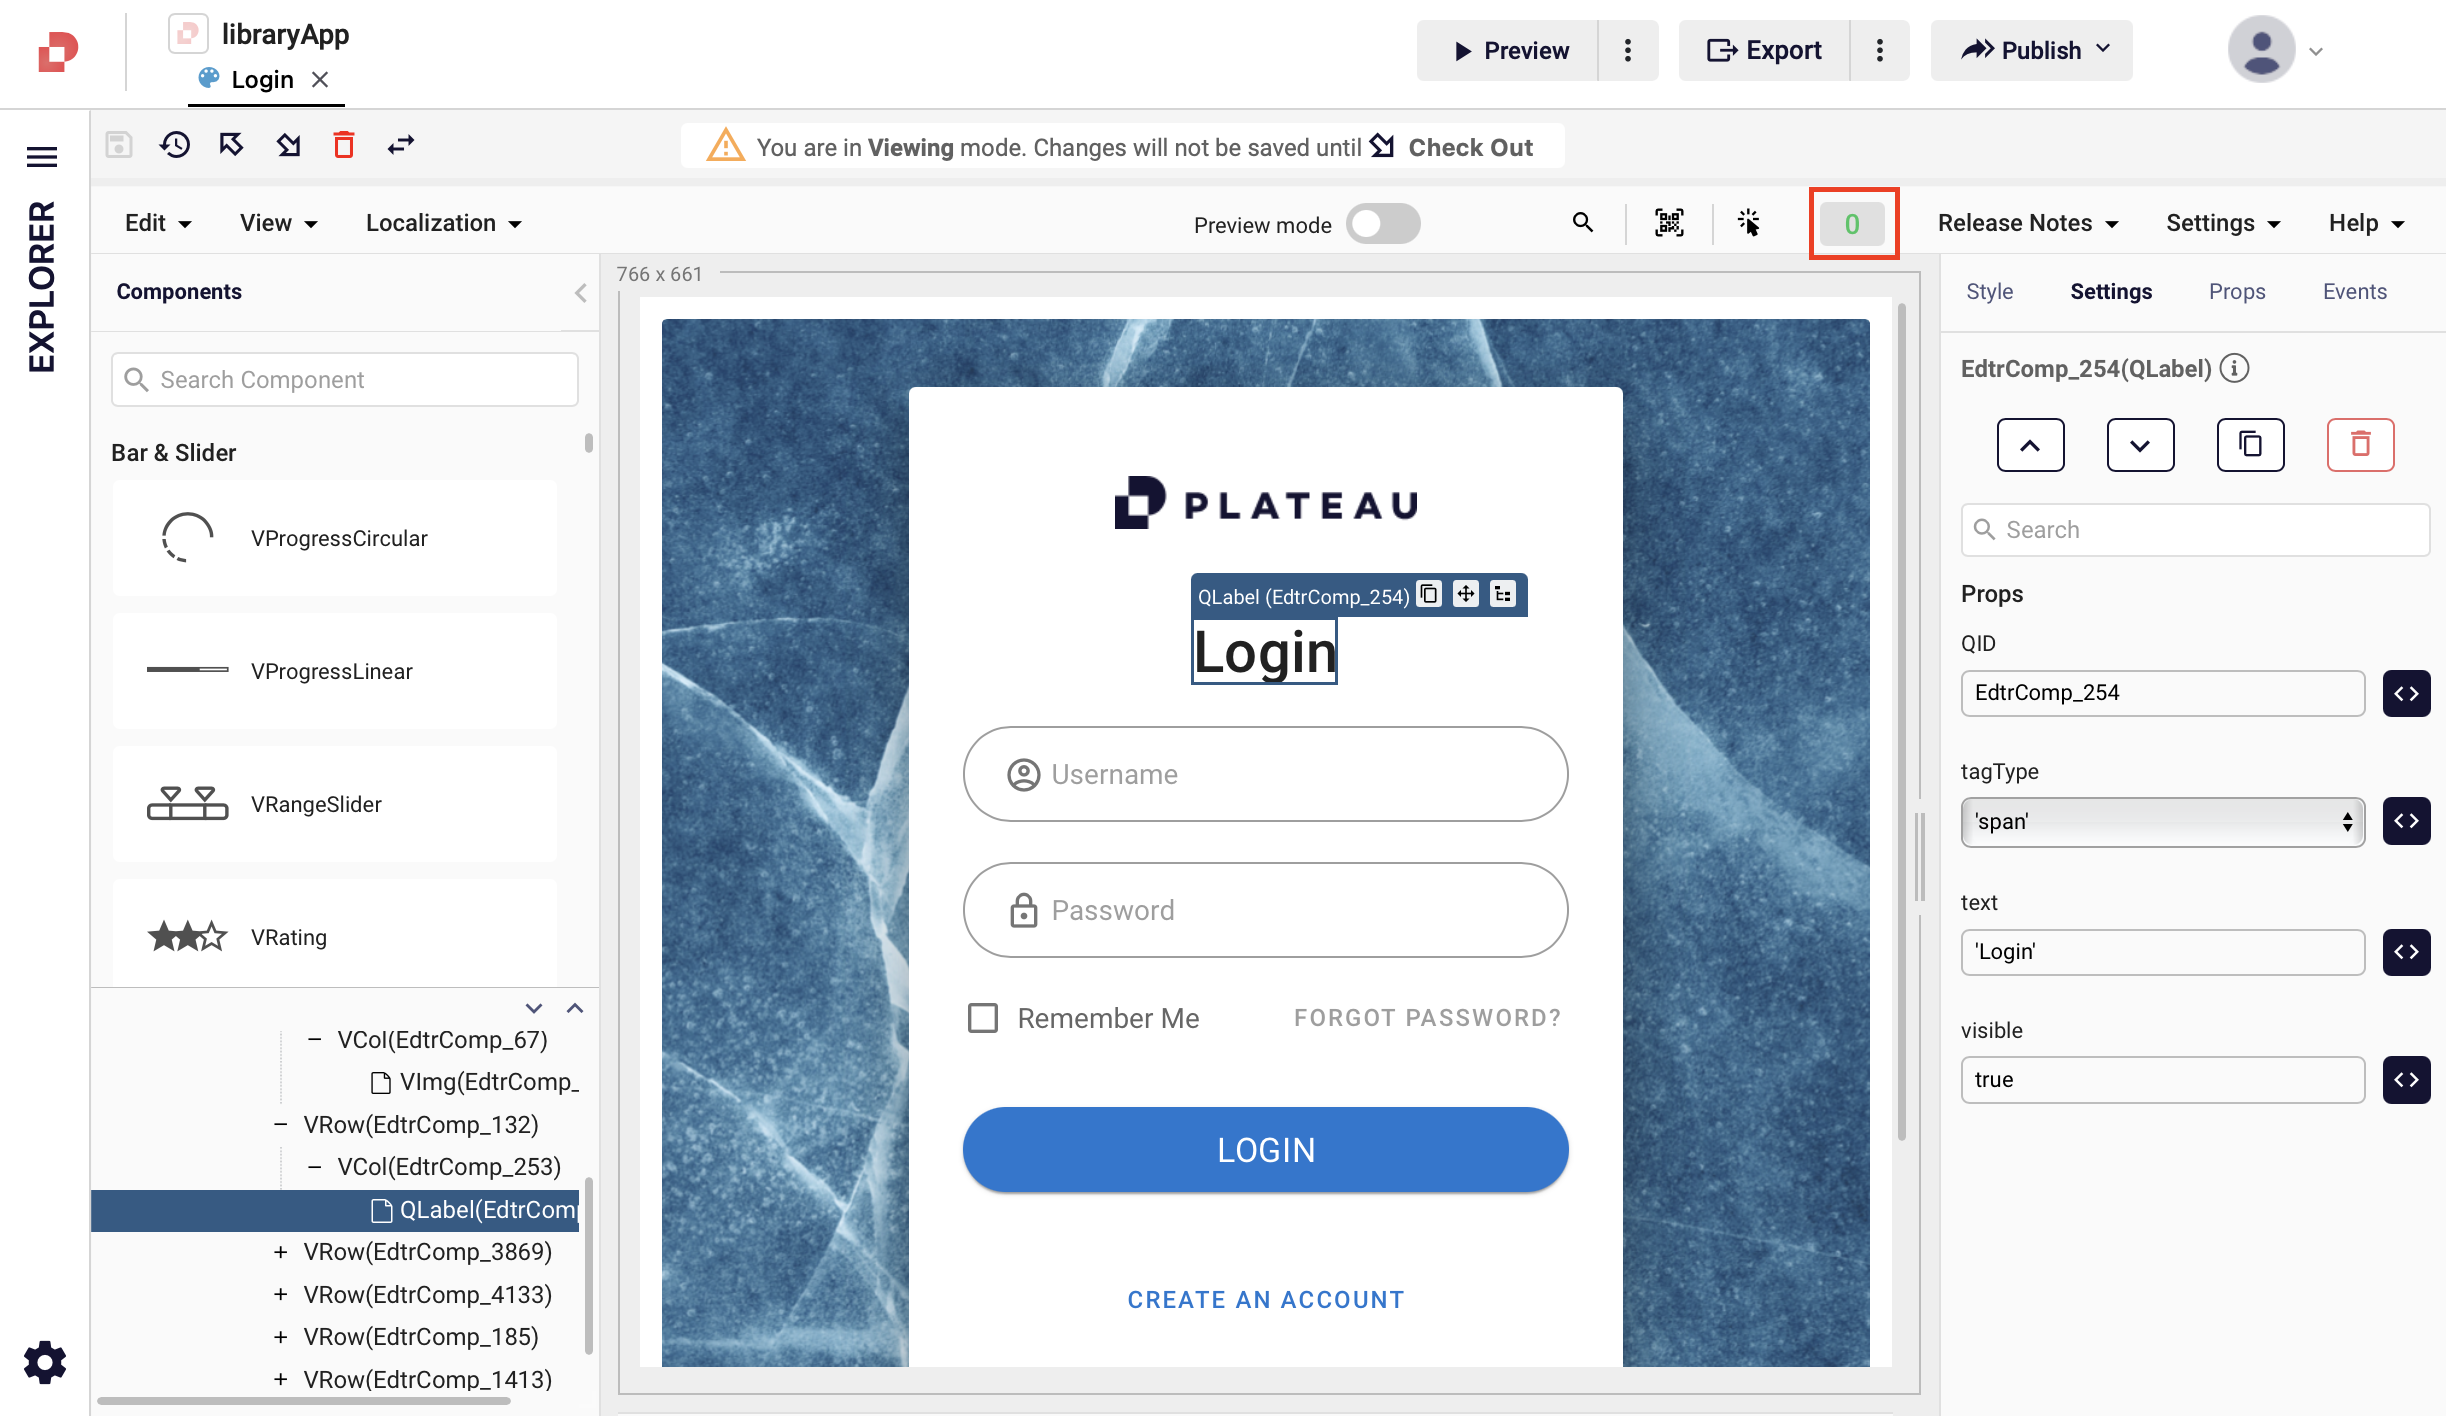 libraryApp
Login
Preview
Export
Publish
You are in Viewing mode. Changes will not be saved until Check Out
EXPLORER
Edit
View
Localization
Preview mode
0
Release Notes
Settings
Help
Components
Search Component
Bar & Slider
VProgressCircular
VProgressLinear
VRangeSlider
VRating
VCol(EdtrComp_67)
VImg(EdtrComp_
VRow(EdtrComp_132)
VCol(EdtrComp_253)
QLabel(EdtrComp
VRow(EdtrComp_3869)
VRow(EdtrComp_4133)
VRow(EdtrComp_185)
VRow(EdtrComp_1413)
766 x 661
PLATEAU
QLabel (EdtrComp_254)
Login
Username
Password
Remember Me
FORGOT PASSWORD?
LOGIN
CREATE AN ACCOUNT
Style
Settings
Props
Events
EdtrComp_254(QLabel)
Search
Props
QID
EdtrComp_254
tagType
'span'
text
'Login'
visible
true